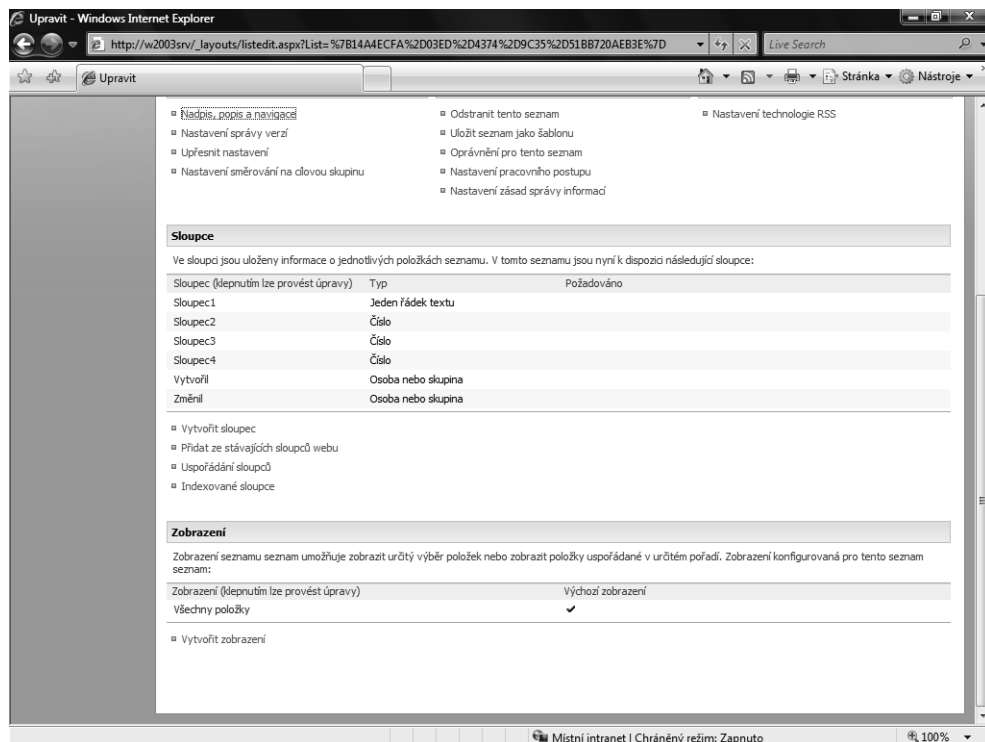 Upravit - Windows Internet Explorer
http://w2003srv/_layouts/listedit.aspx?List=%7B14A4ECFA%2D03ED%2D4374%2D9C35%2D51BB720AEB3E%7D
Live Search
Upravit
Stránka
Nástroje
Nadpis, popis a navigace
Nastavení správy verzí
Upřesnit nastavení
Nastavení směrování na cílovou skupinu
Odstranit tento seznam
Uložit seznam jako šablonu
Oprávnění pro tento seznam
Nastavení pracovního postupu
Nastavení zásad správy informací
Nastavení technologie RSS
Sloupce
Ve sloupci jsou uloženy informace o jednotlivých položkách seznamu. V tomto seznamu jsou nyní k dispozici následující sloupce:
Sloupec (klepnutím lze provést úpravy) Typ Požadováno
Sloupec1 Jeden řádek textu
Sloupec2 Číslo
Sloupec3 Číslo
Sloupec4 Číslo
Vytvořil Osoba nebo skupina
Změnil Osoba nebo skupina
Vytvořit sloupec
Přidat ze stávajících sloupců webu
Uspořádání sloupců
Indexované sloupce
Zobrazení
Zobrazení seznamu seznam umožňuje zobrazit určitý výběr položek nebo zobrazit položky uspořádané v určitém pořadí. Zobrazení konfigurovaná pro tento seznam
seznam:
Zobrazení (klepnutím lze provést úpravy) Výchozí zobrazení
Všechny položky ✔
Vytvořit zobrazení
Místní intranet | Chráněný režim: Zapnuto
100%